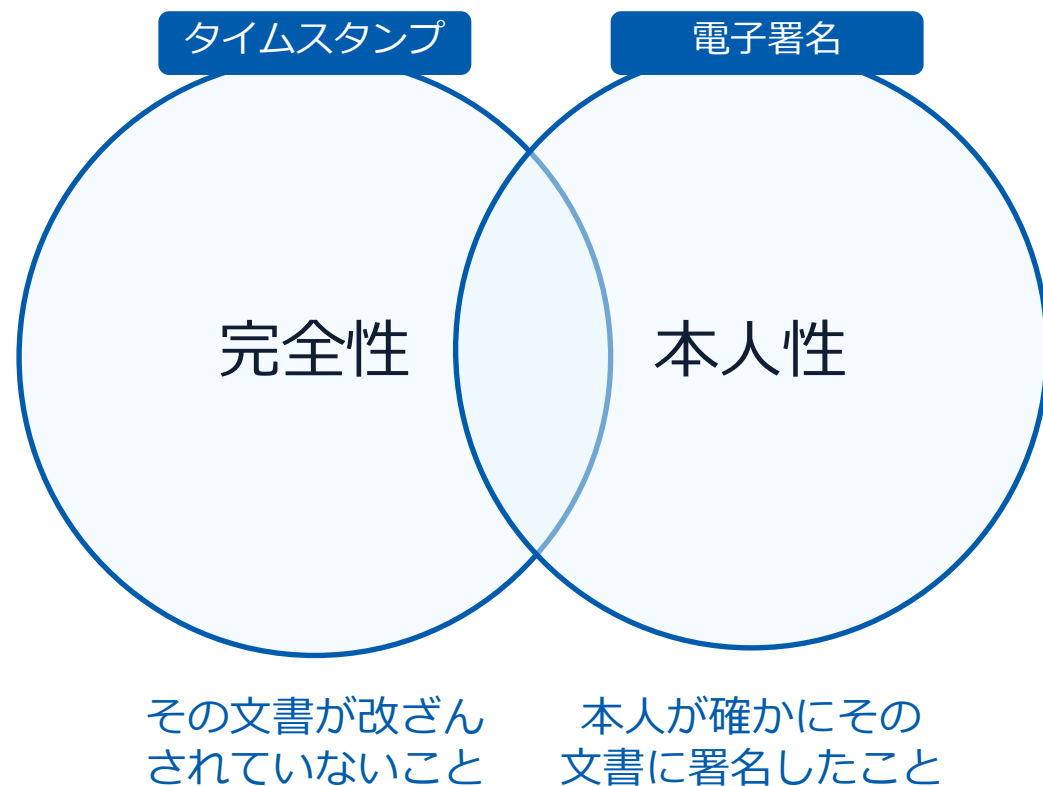 タイムスタンプ
電子署名
完全性
本人性
その文書が改ざん
されていないこと
本人が確かにその
文書に署名したこと